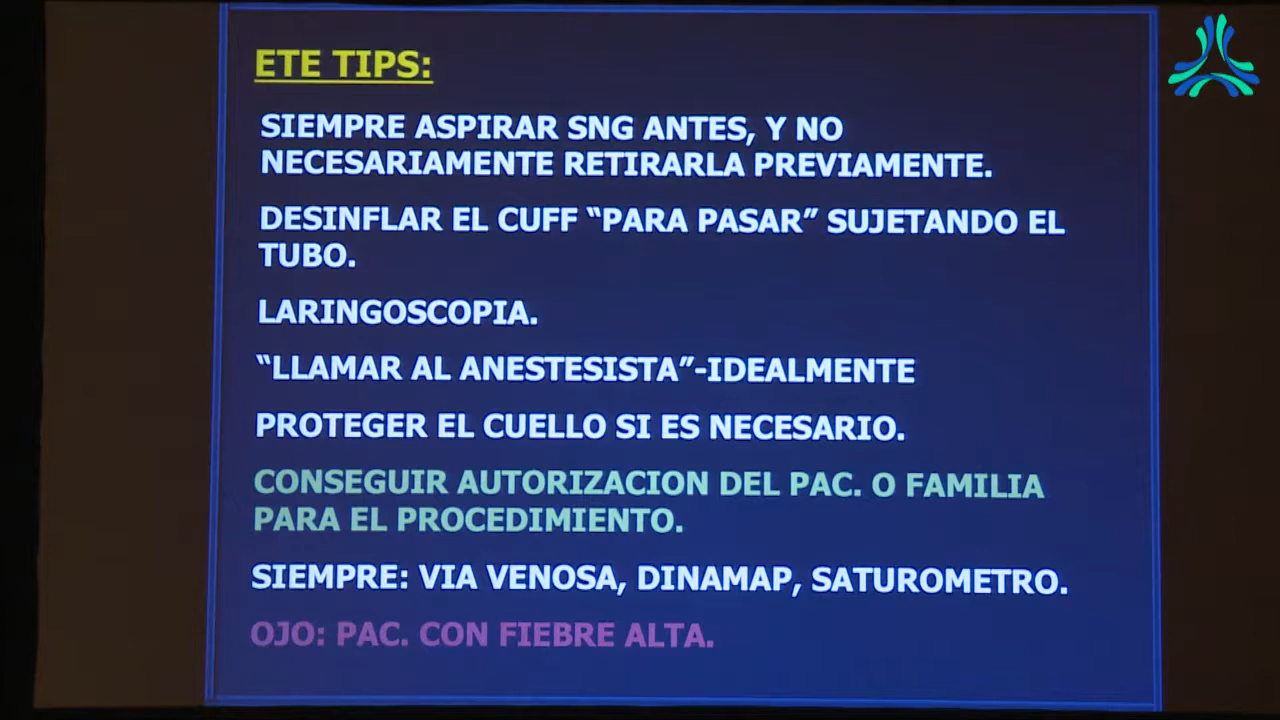 ETE TIPS:
SIEMPRE ASPIRAR SNG ANTES, Y NO
NECESARIAMENTE RETIRARLA PREVIAMENTE.
DESINFLAR EL CUFF “PARA PASAR” SUJETANDO EL
TUBO.
LARINGOSCOPIA.
“LLAMAR AL ANESTESISTA”-IDEALMENTE
PROTEGER EL CUELLO SI ES NECESARIO.
CONSEGUIR AUTORIZACION DEL PAC. O FAMILIA
PARA EL PROCEDIMIENTO.
SIEMPRE: VIA VENOSA, DINAMAP, SATUROMETRO.
OJO: PAC. CON FIEBRE ALTA.